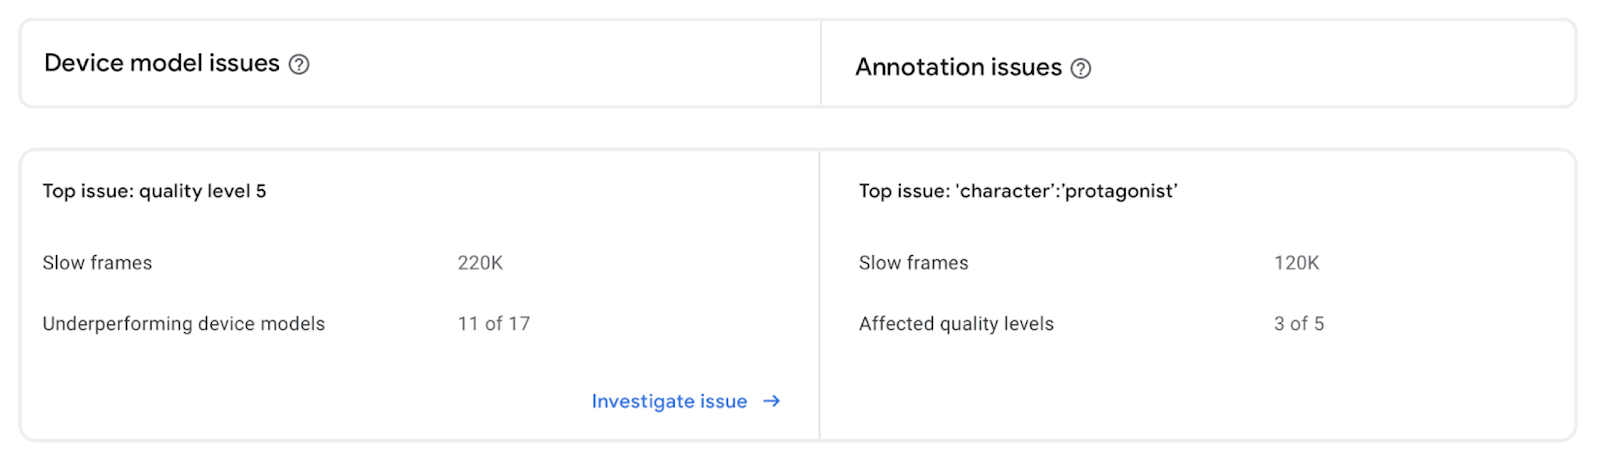 Device model issues
Annotation issues
Top issue: quality level 5
Slow frames 220K
Underperforming device models 11 of 17
Investigate issue →
Top issue: 'character’:’protagonist’
Slow frames 120K
Affected quality levels 3 of 5